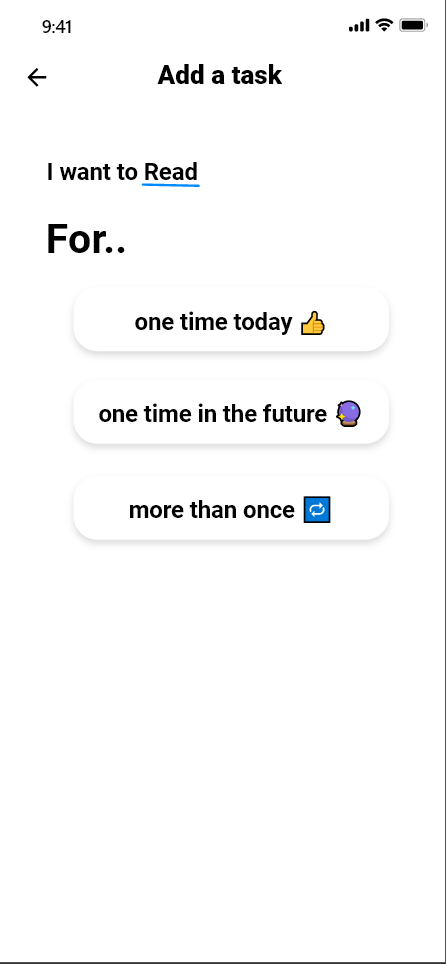 9:41
Add a task
I want to Read
For..
one time today 👍
one time in the future 🔮
more than once 🔁